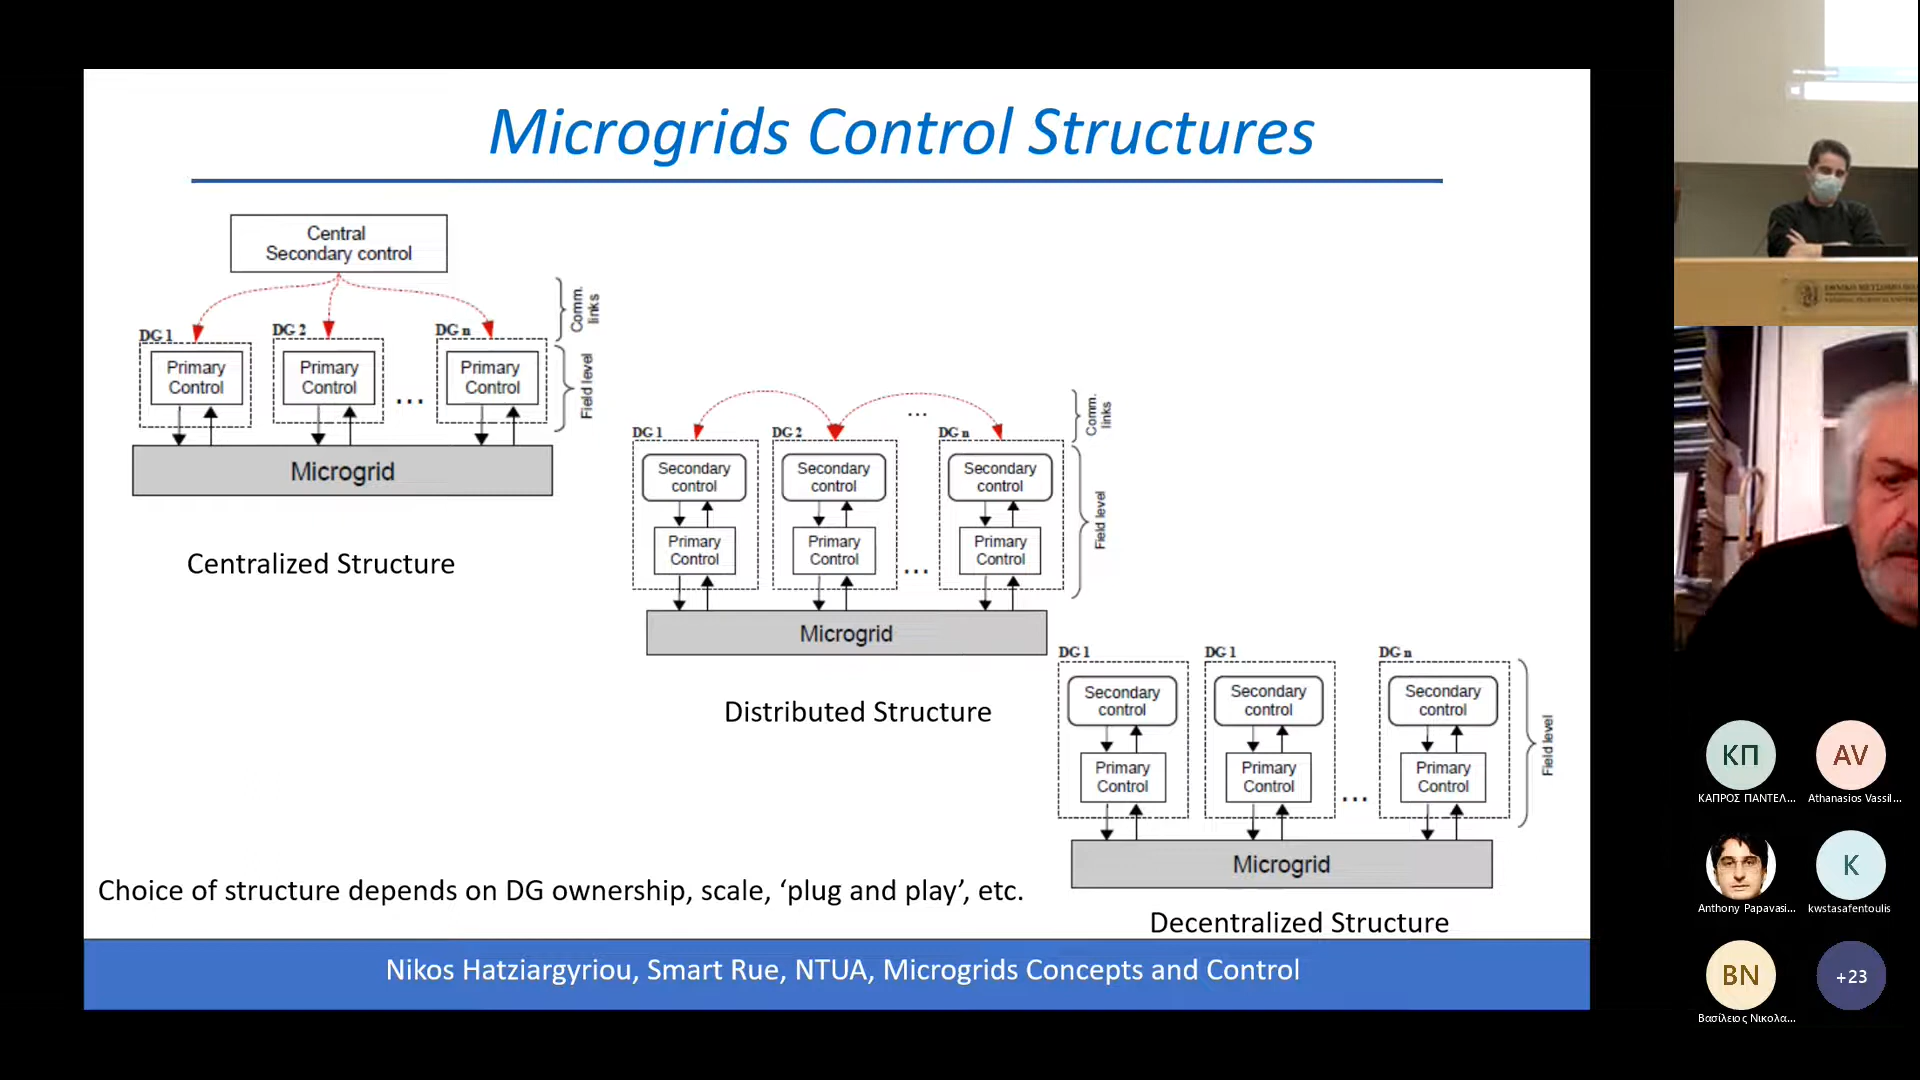 Microgrids Control Structures
Central
Secondary control
Comm.
links
DG 1
DG 2
DG n
Primary
Control
Primary
Control
Primary
Control
...
Field level
Microgrid
Centralized Structure
...
Comm.
links
DG 1
DG 2
DG n
Secondary
control
Secondary
control
Secondary
control
Primary
Control
Primary
Control
Primary
Control
...
Field level
Microgrid
Distributed Structure
DG 1
DG 1
DG n
Secondary
control
Secondary
control
Secondary
control
Primary
Control
Primary
Control
Primary
Control
...
Field level
Microgrid
Decentralized Structure
Choice of structure depends on DG ownership, scale, ‘plug and play’, etc.
Nikos Hatziargyriou, Smart Rue, NTUA, Microgrids Concepts and Control
ΚΠ
ΚΑΠΡΟΣ ΠΑΝΤΕΛ...
AV
Athanasios Vassil...
Anthony Papavasi...
K
kwstasafentoulis
ΒΝ
Βασίλειος Νικολα...
+23